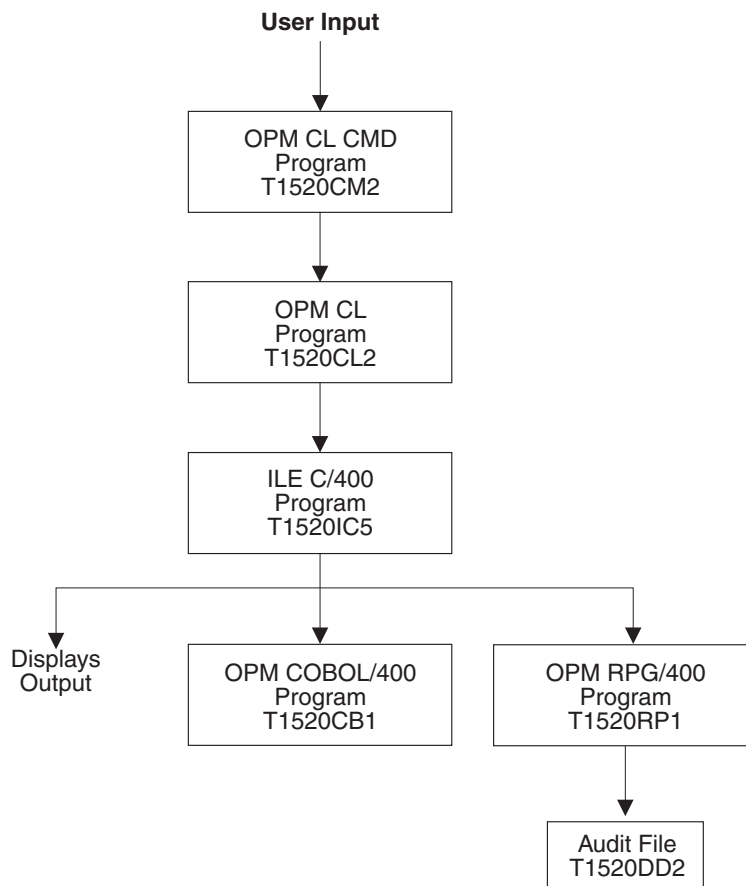 User Input
OPM CL CMD
Program
T1520CM2
OPM CL
Program
T1520CL2
ILE C/400
Program
T1520IC5
Displays
Output
OPM COBOL/400
Program
T1520CB1
OPM RPG/400
Program
T1520RP1
Audit File
T1520DD2